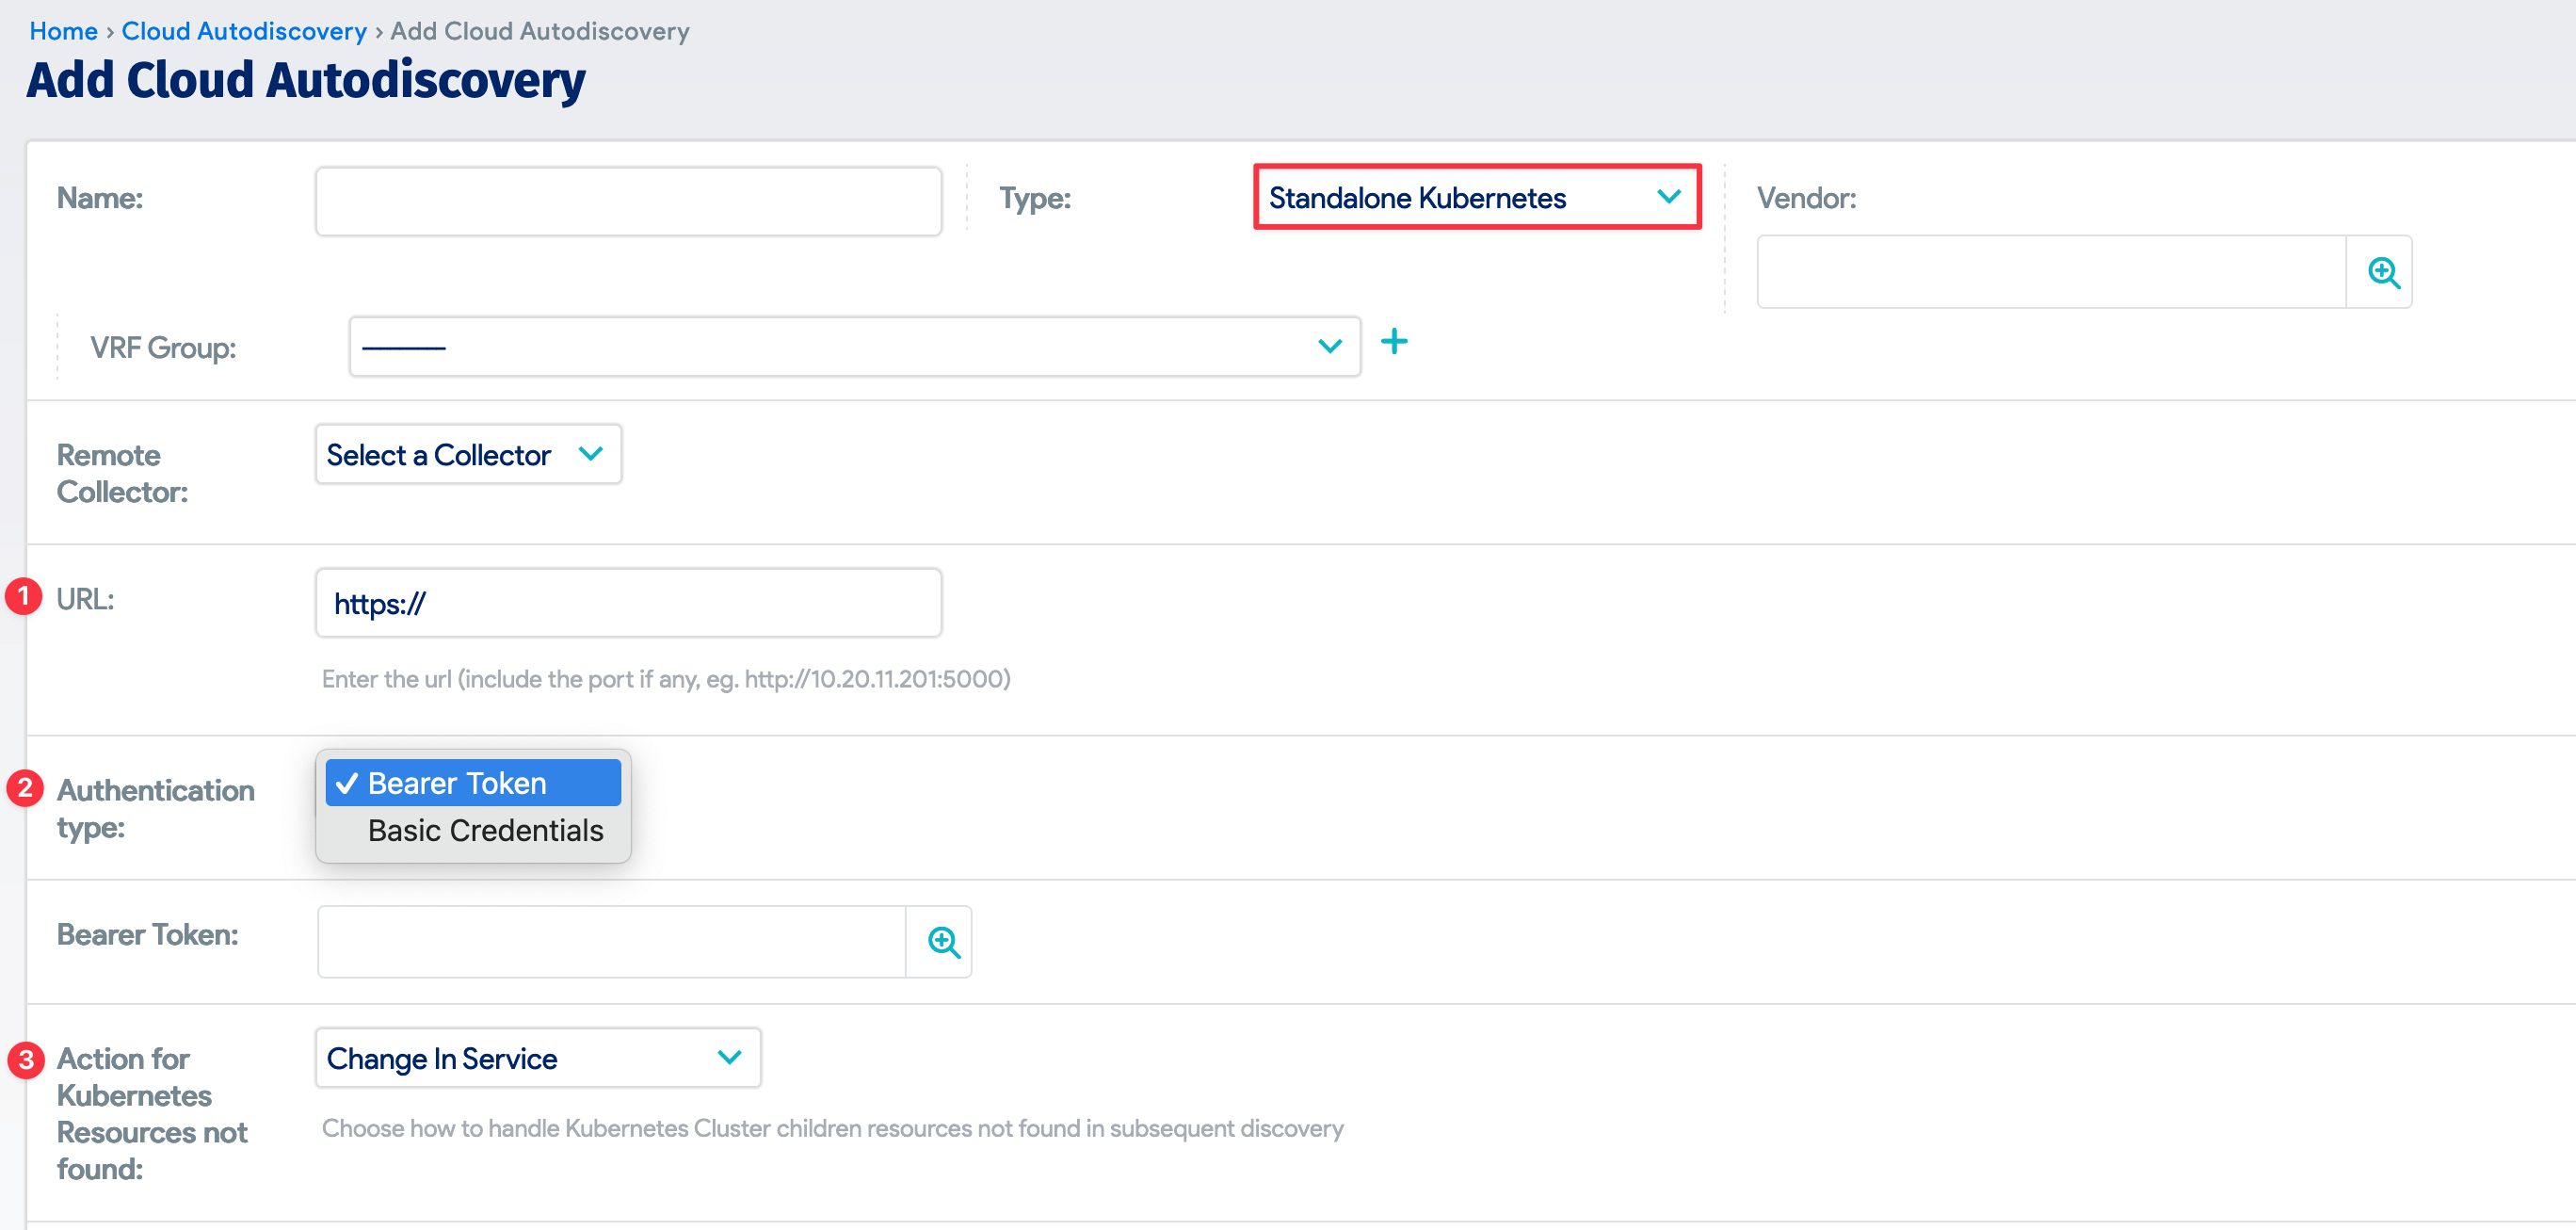 Home › Cloud Autodiscovery › Add Cloud Autodiscovery
Add Cloud Autodiscovery
Name:
Type:
Standalone Kubernetes
Vendor:
VRF Group:
---------
Remote
Collector:
Select a Collector
1
URL:
https://
Enter the url (include the port if any, eg. http://10.20.11.201:5000)
2
Authentication
type:
✓ Bearer Token
Basic Credentials
Bearer Token:
3
Action for
Kubernetes
Resources not
found:
Change In Service
Choose how to handle Kubernetes Cluster children resources not found in subsequent discovery